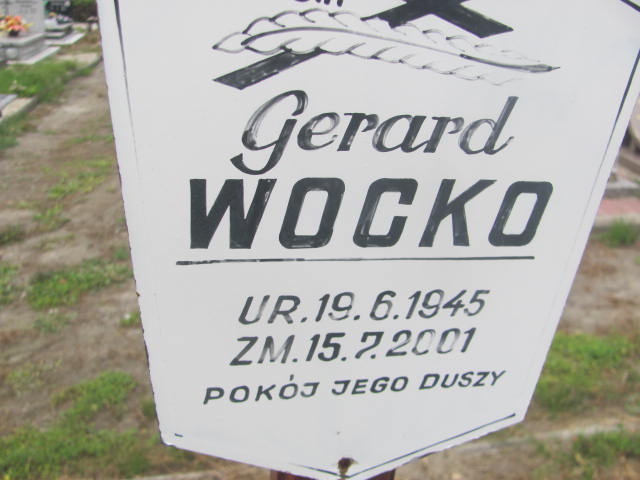 Gerard
WOCKO
UR. 19.6.1945
ZM. 15.7.2001
POKÓJ JEGO DUSZY